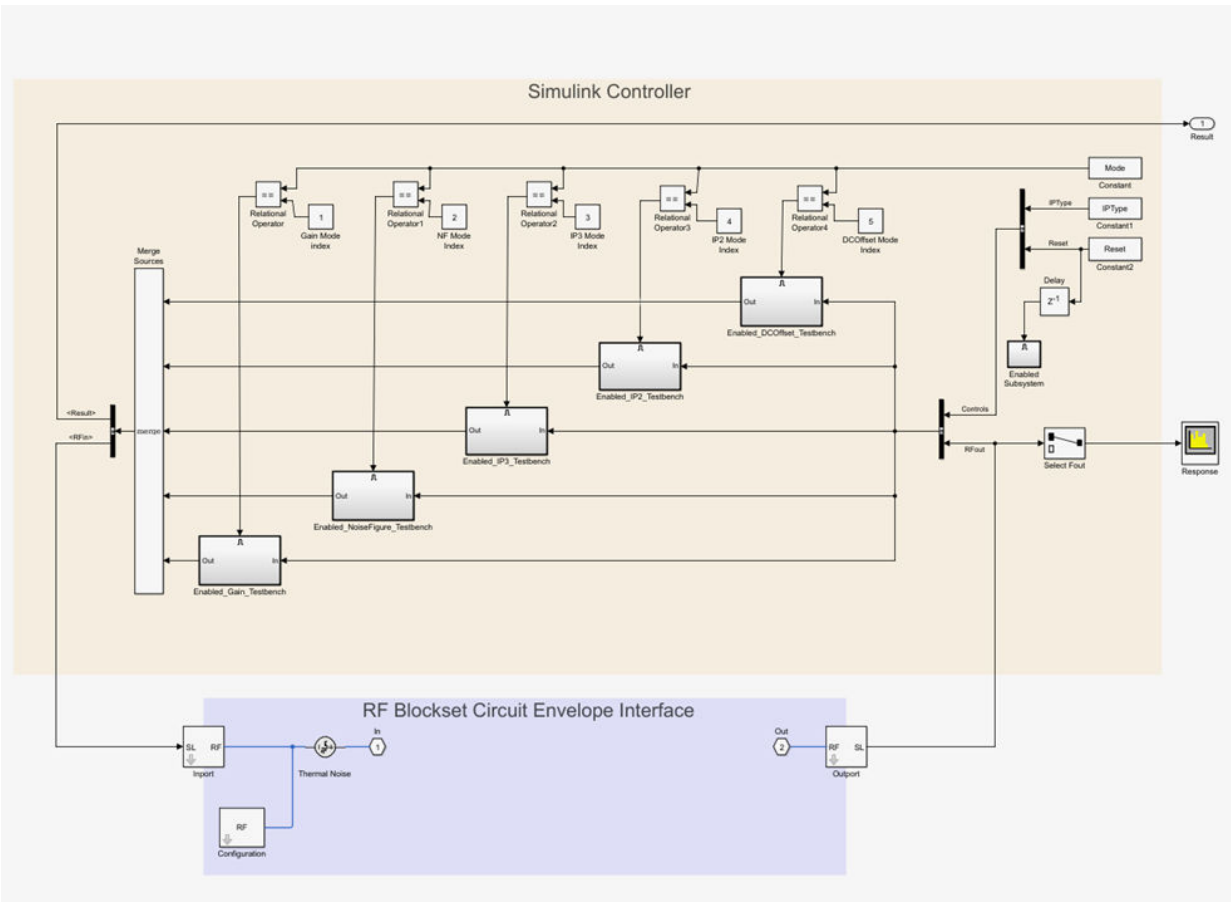 Simulink Controller
1
Result
Mode
Constant
==
Relational
Operator
1
Gain Mode
index
==
Relational
Operator1
2
NF Mode
Index
==
Relational
Operator2
3
IP3 Mode
Index
==
Relational
Operator3
4
IP2 Mode
Index
==
Relational
Operator4
5
DCOffset Mode
Index
IPType
IPType
Constant1
Reset
Reset
Constant2
Merge
Sources
Delay
Z-1
Out
In
Enabled_DCOffset_Testbench
Enabled
Subsystem
Out
In
Enabled_IP2_Testbench
<Result>
<RFin>
Out
In
Enabled_IP3_Testbench
Controls
RFout
Select Fout
Response
Out
In
Enabled_NoiseFigure_Testbench
Out
In
Enabled_Gain_Testbench
RF Blockset Circuit Envelope Interface
SL
RF
Inport
Thermal Noise
In
1
Out
2
RF
SL
Outport
RF
Configuration